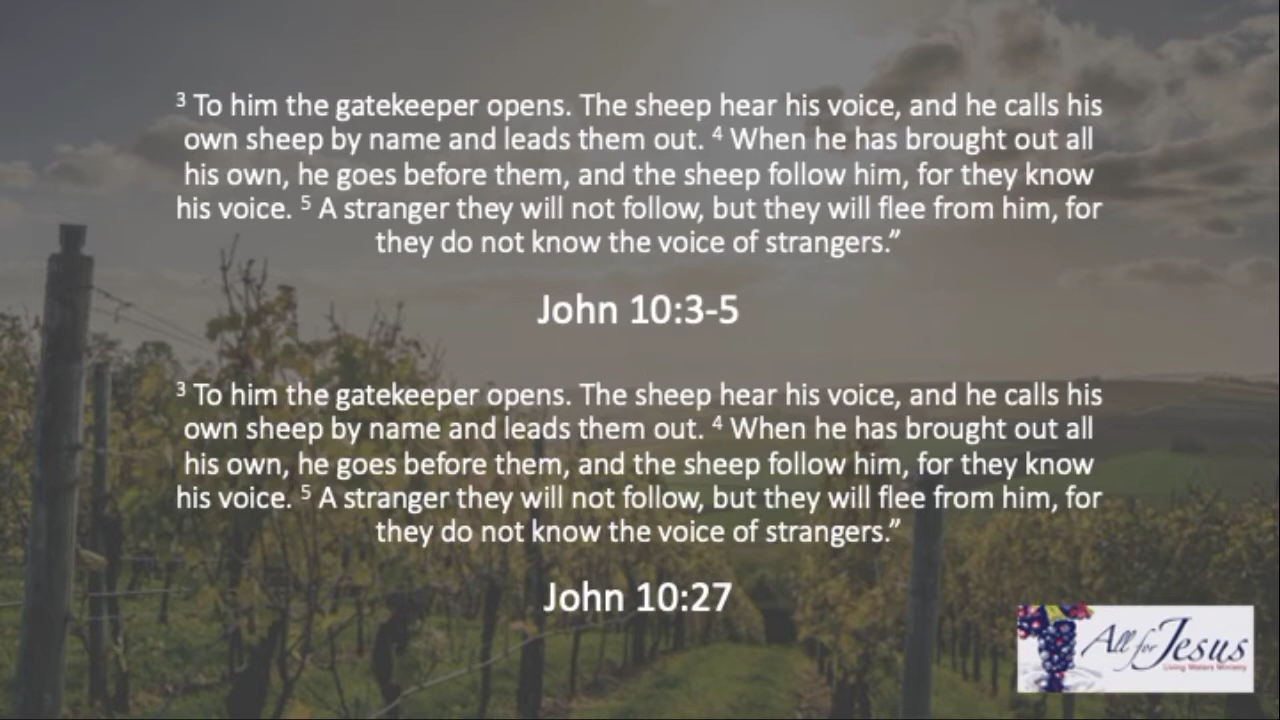 ³ To him the gatekeeper opens. The sheep hear his voice, and he calls his
own sheep by name and leads them out. ⁴ When he has brought out all
his own, he goes before them, and the sheep follow him, for they know
his voice. ⁵ A stranger they will not follow, but they will flee from him, for
they do not know the voice of strangers.”
John 10:3-5
³ To him the gatekeeper opens. The sheep hear his voice, and he calls his
own sheep by name and leads them out. ⁴ When he has brought out all
his own, he goes before them, and the sheep follow him, for they know
his voice. ⁵ A stranger they will not follow, but they will flee from him, for
they do not know the voice of strangers.”
John 10:27
All for Jesus
Living Waters Ministry